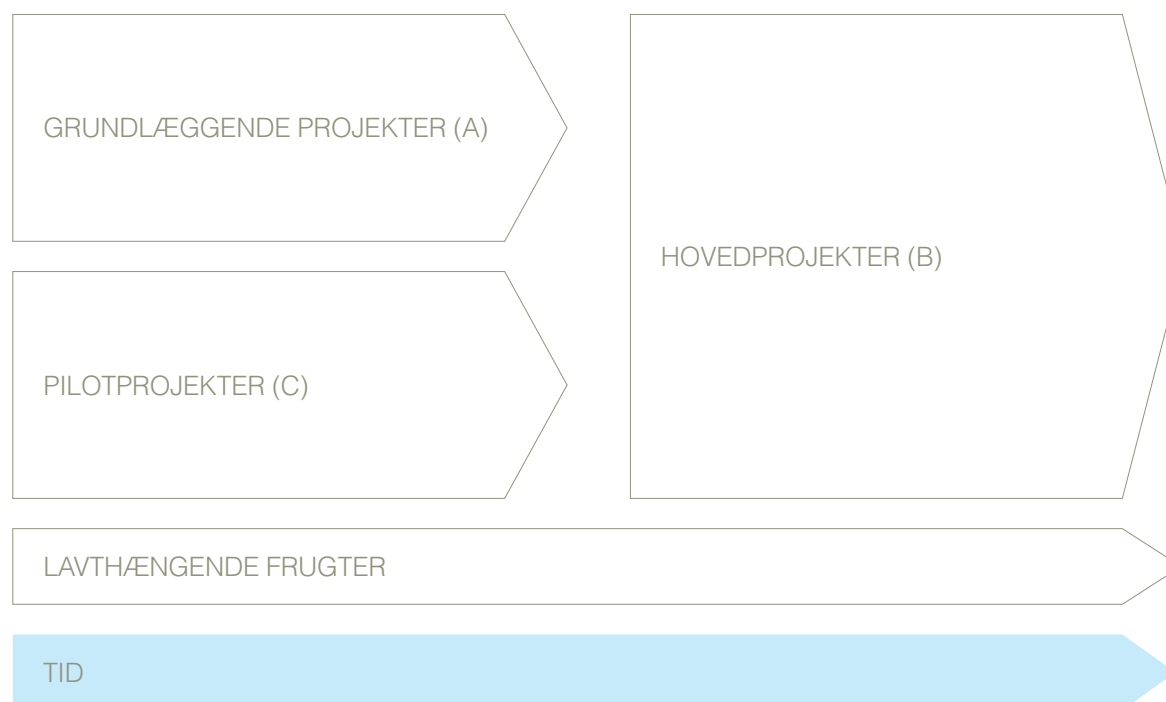 GRUNDLÆGGENDE PROJEKTER (A)
HOVEDPROJEKTER (B)
PILOTPROJEKTER (C)
LAVTHÆNGENDE FRUGTER
TID